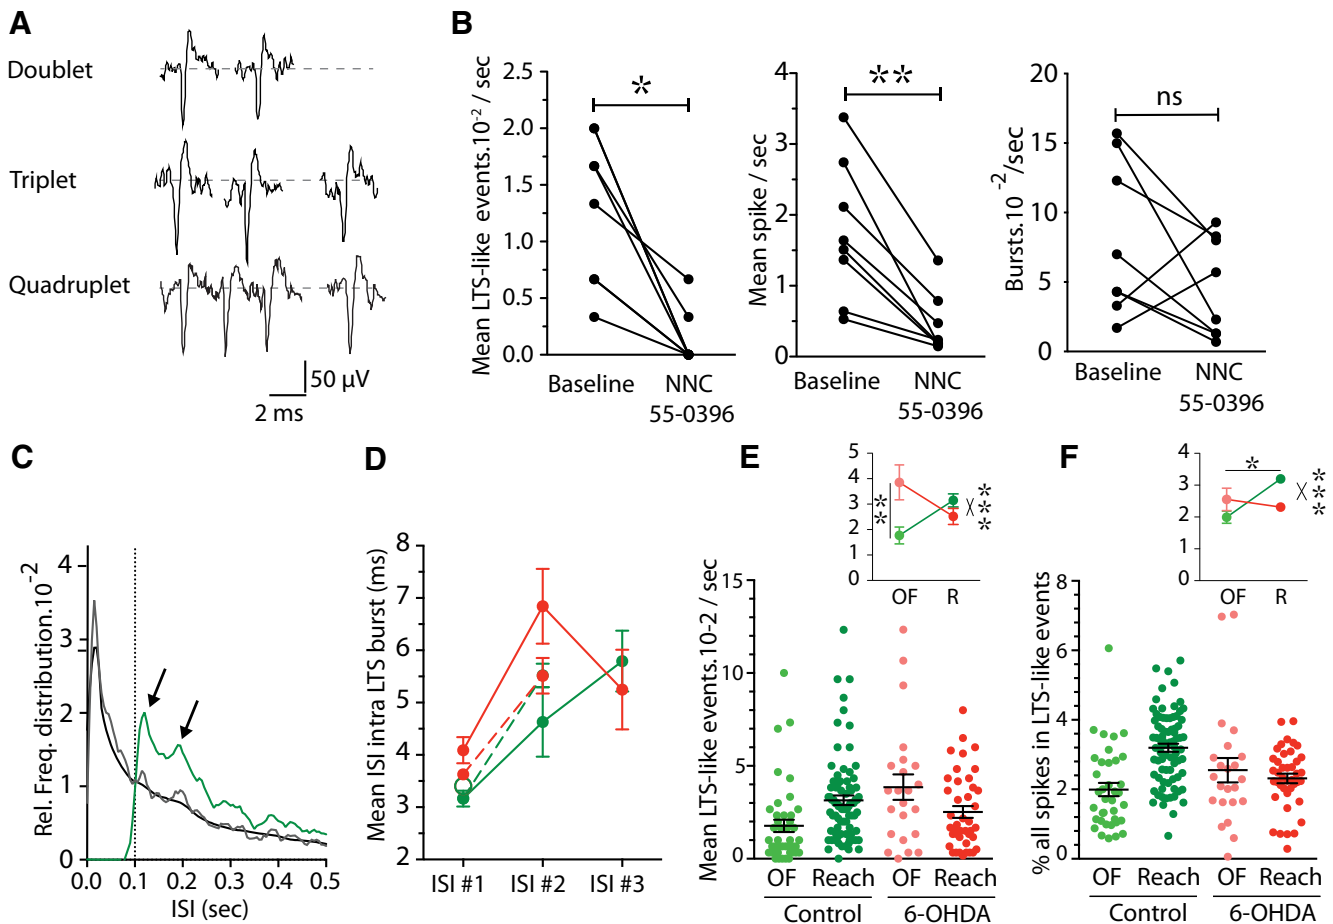 A
Doublet
Triplet
Quadruplet
50 µV
2 ms
B
Mean LTS-like events.10⁻² / sec
2.5
2.0
1.5
1.0
0.5
0.0
*
Baseline
NNC
55-0396
Mean spike / sec
4
3
2
1
0
**
Baseline
NNC
55-0396
Bursts.10⁻²/sec
20
15
10
5
0
ns
Baseline
NNC
55-0396
C
Rel. Freq. distribution.10⁻²
4
3
2
1
0
0.0
0.1
0.2
0.3
0.4
0.5
ISI (sec)
D
Mean ISI intra LTS burst (ms)
8
7
6
5
4
3
2
ISI #1
ISI #2
ISI #3
E
5
4
3
2
1
0
**
***
OF
R
Mean LTS-like events.10-2 / sec
15
10
5
0
OF
Reach
OF
Reach
Control
6-OHDA
F
4
3
2
1
0
*
***
OF
R
% all spikes in LTS-like events
8
6
4
2
0
OF
Reach
OF
Reach
Control
6-OHDA